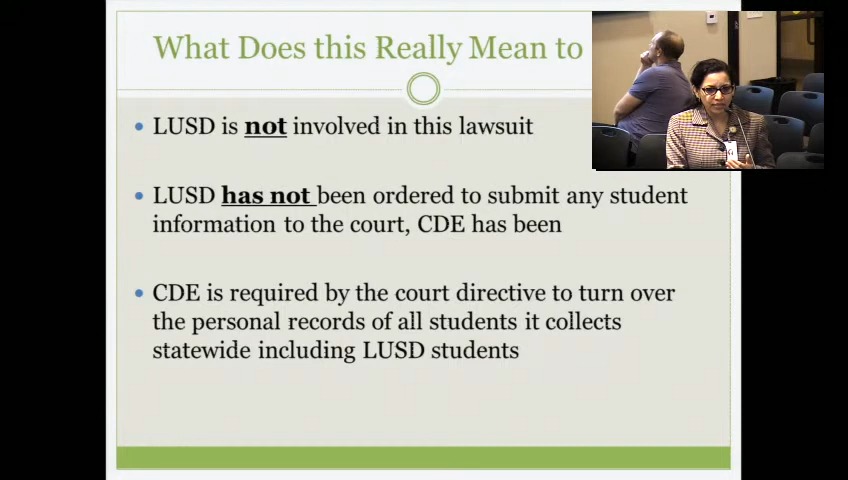 What Does this Really Mean to
• LUSD is not involved in this lawsuit
• LUSD has not been ordered to submit any student
information to the court, CDE has been
• CDE is required by the court directive to turn over
the personal records of all students it collects
statewide including LUSD students